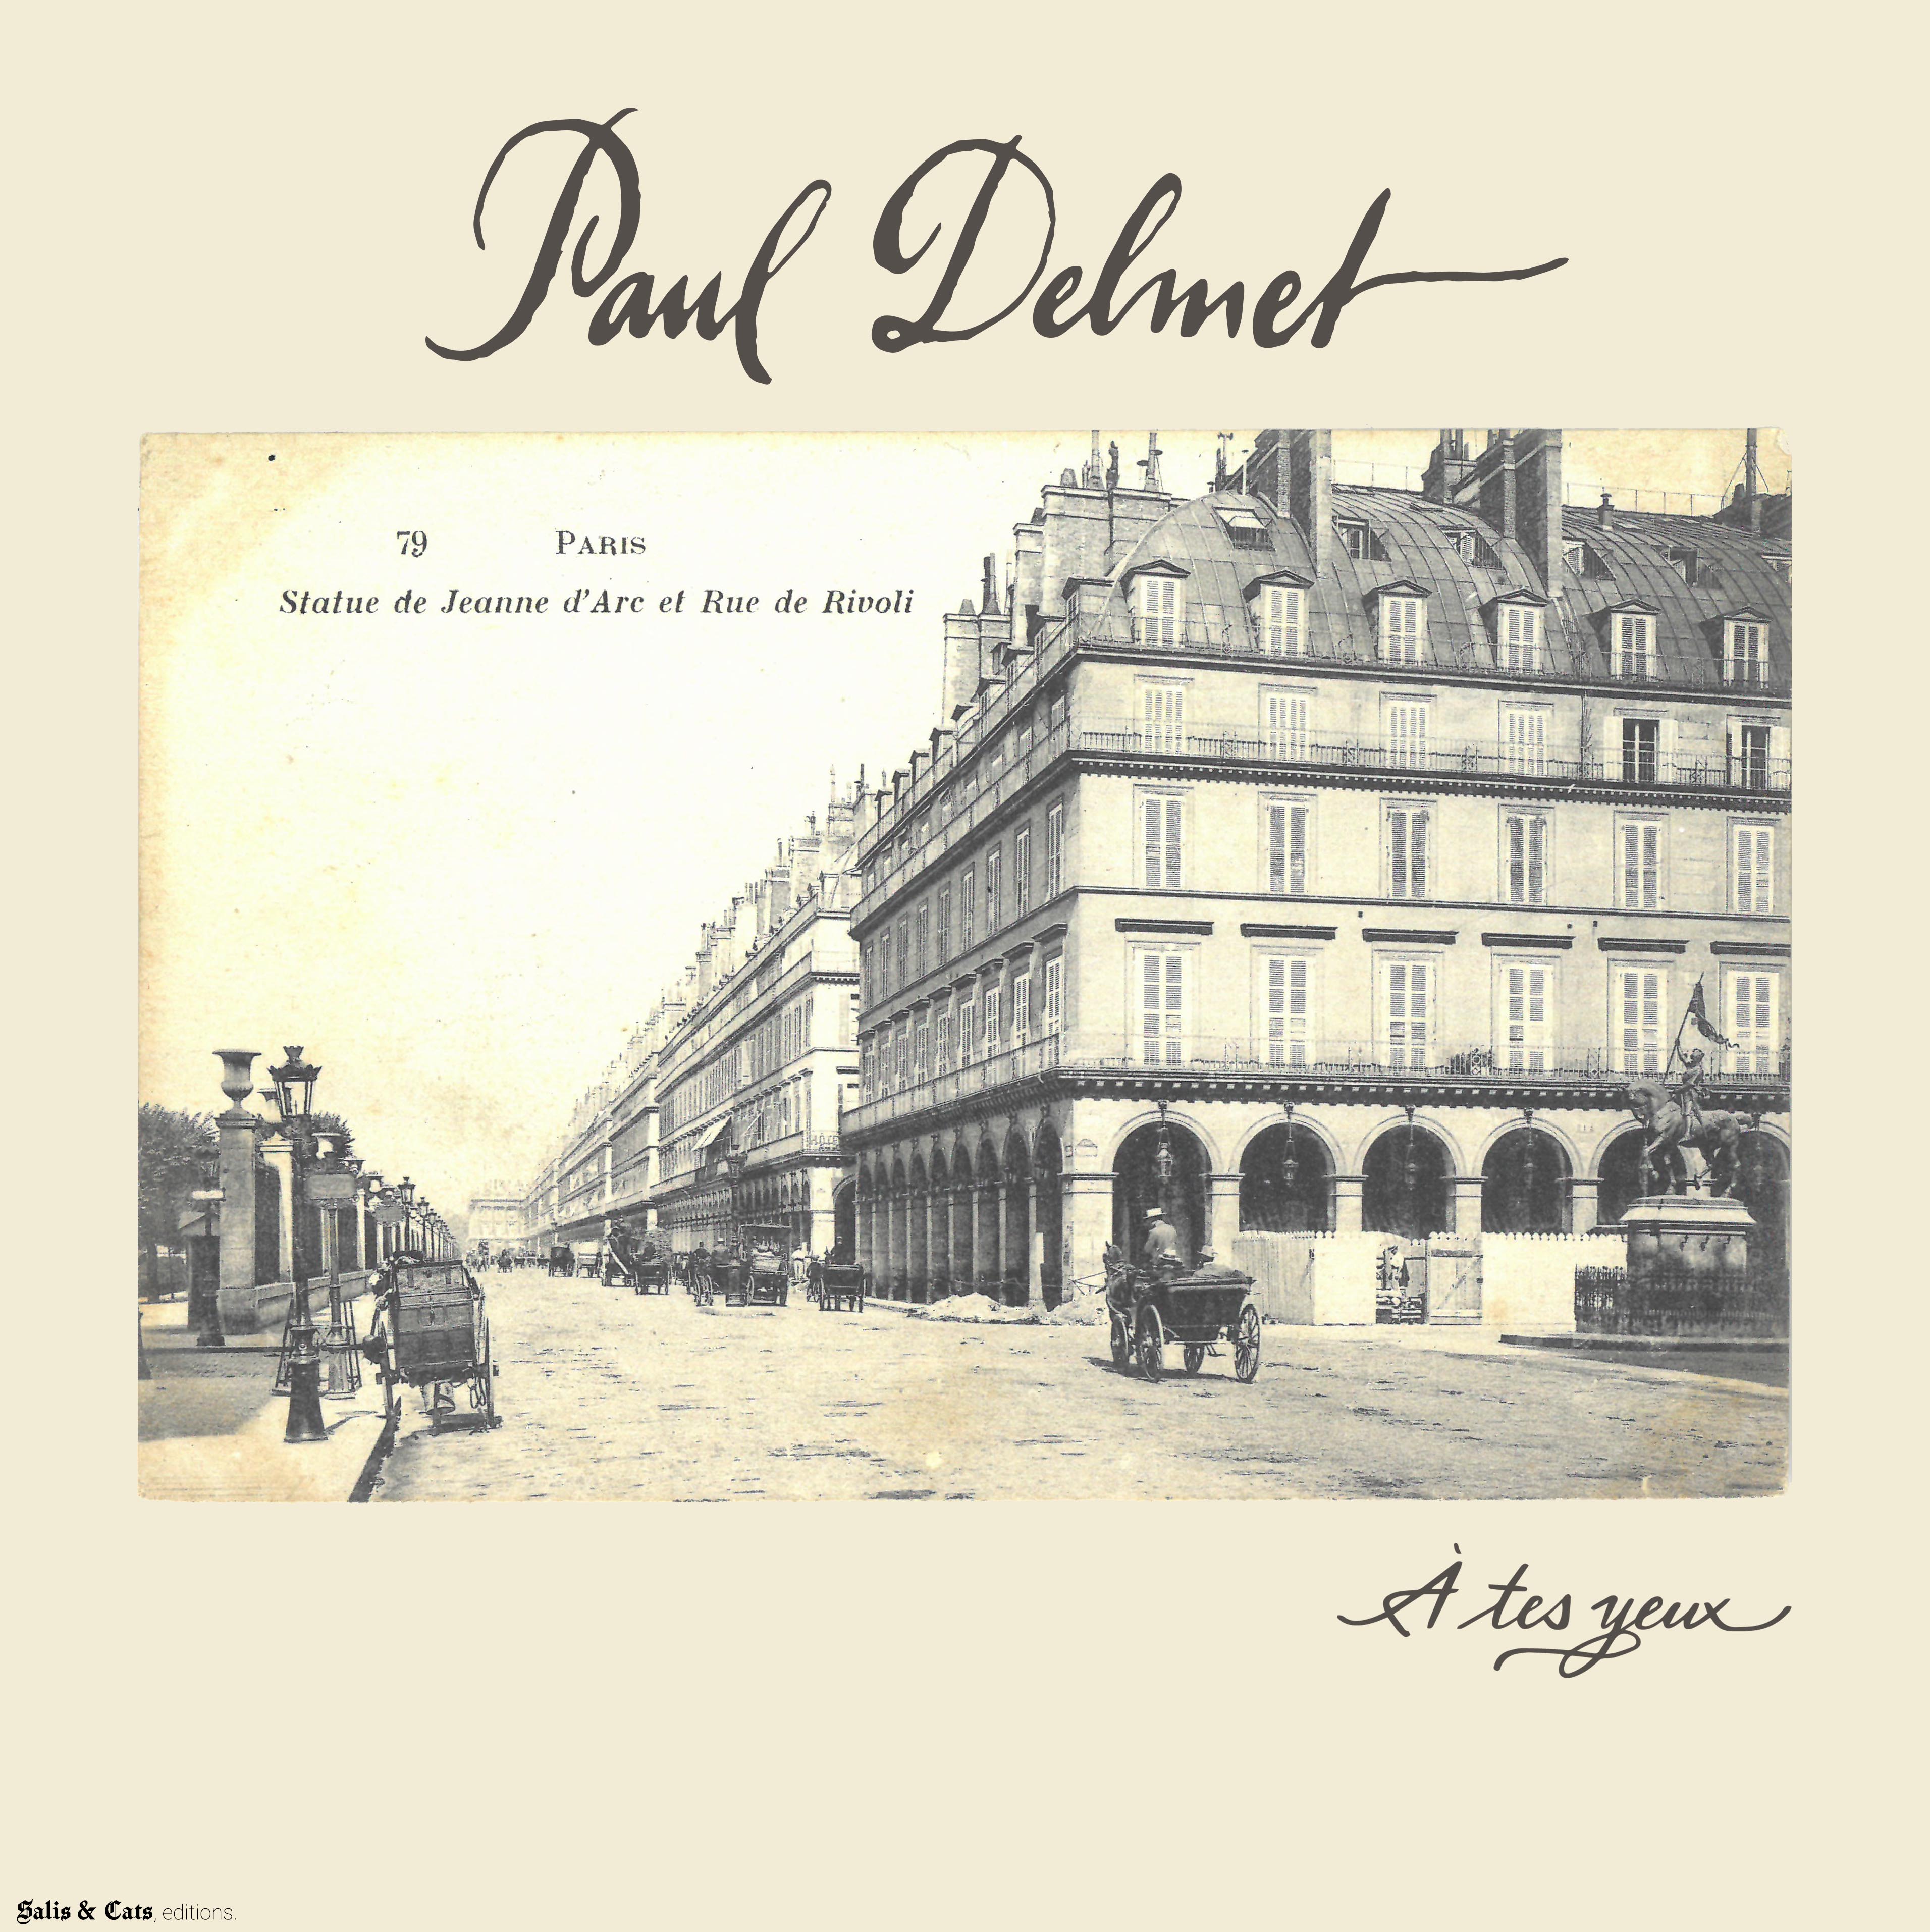 Paul Delmet
79 PARIS
Statue de Jeanne d'Arc et Rue de Rivoli
À tes yeux
Salis & Cats, editions.